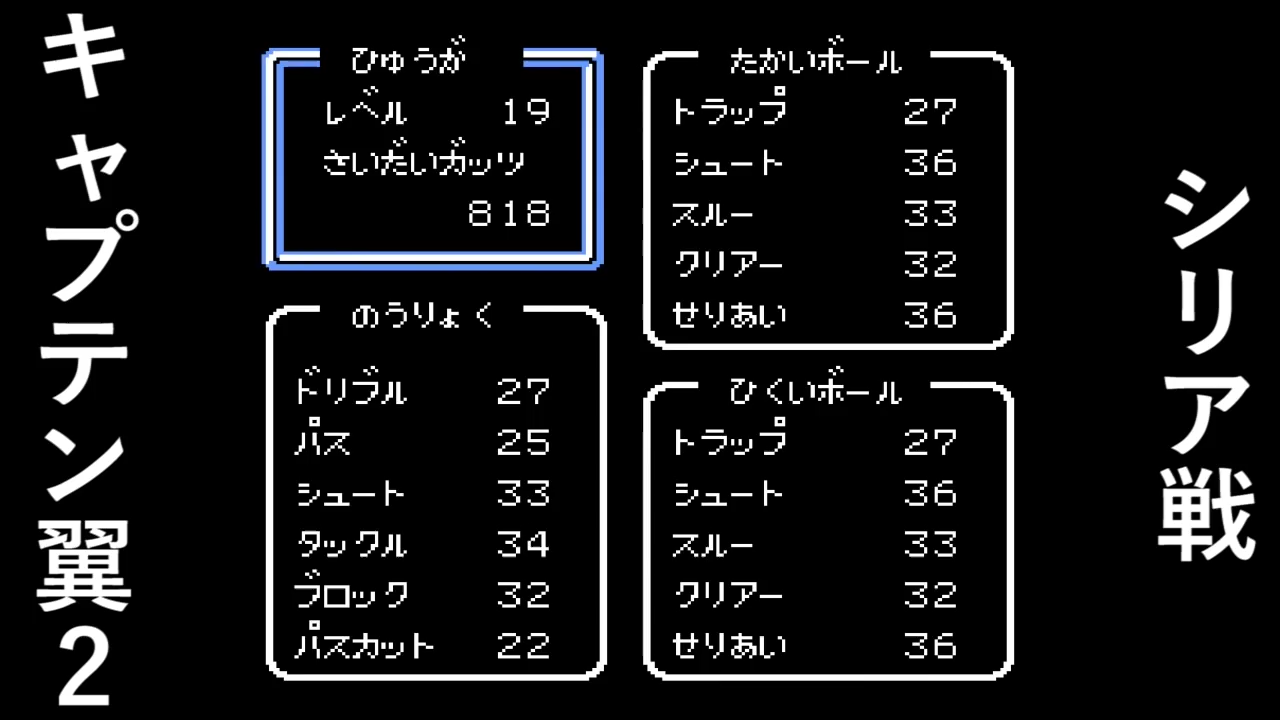 キャプテン翼2
ひゅうが
レベル 19
さいだいガッツ
818
のうりょく
ドリブル 27
パス 25
シュート 33
タックル 34
ブロック 32
パスカット 22
たかいボール
トラップ 27
シュート 36
スルー 33
クリアー 32
せりあい 36
ひくいボール
トラップ 27
シュート 36
スルー 33
クリアー 32
せりあい 36
シリア戦